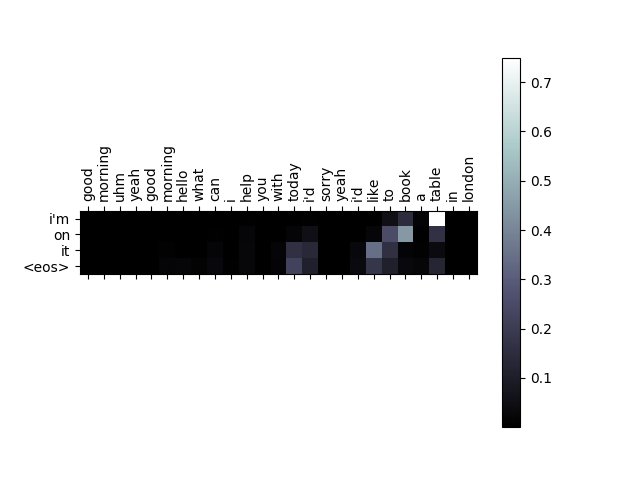 good morning uhm yeah good morning hello what can i help you with today i'd sorry yeah i'd like to book a table in london
i'm
on
it
<eos>
0.7
0.6
0.5
0.4
0.3
0.2
0.1